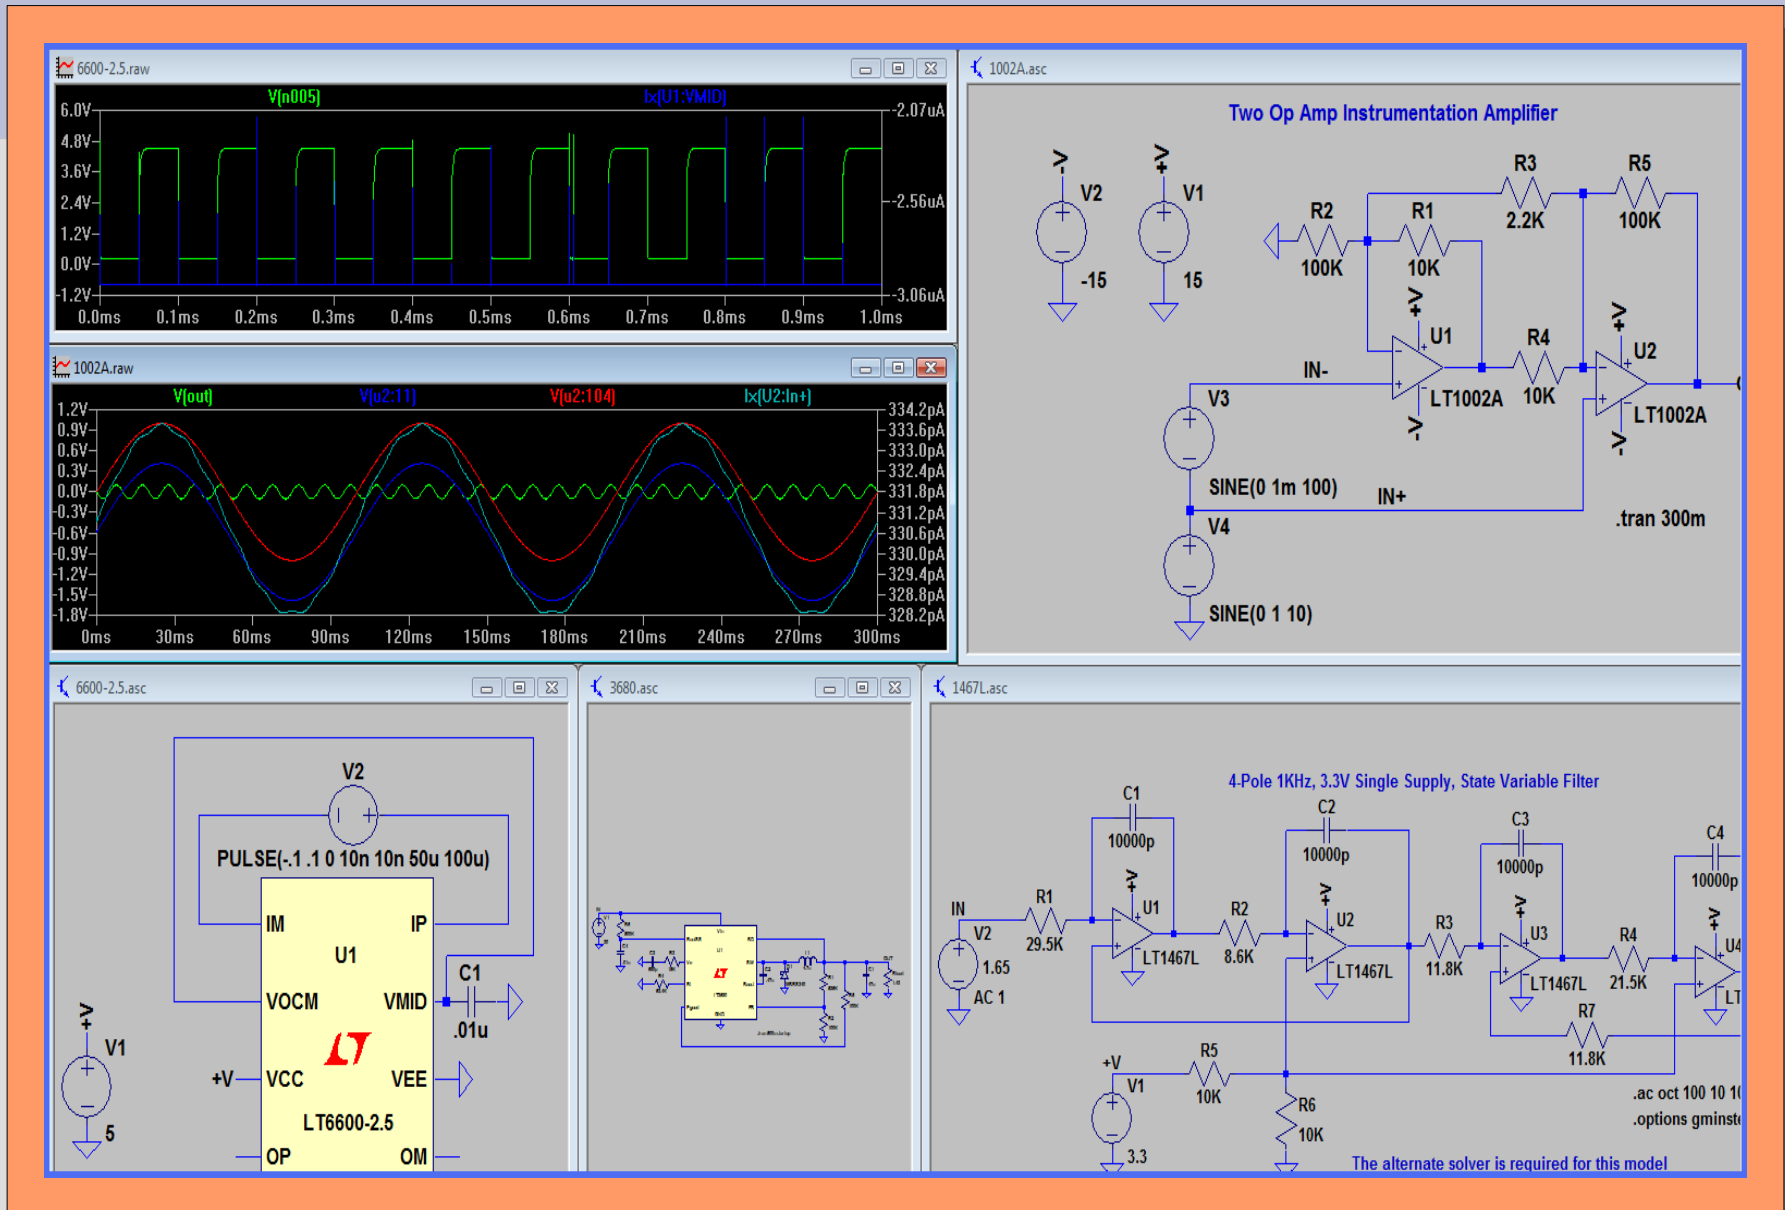 6600-2.5.raw
V(n005) Ix(U1:VMID)
6.0V
4.8V
3.6V
2.4V
1.2V
0.0V
-1.2V
-2.07uA
-2.56uA
-3.06uA
0.0ms 0.1ms 0.2ms 0.3ms 0.4ms 0.5ms 0.6ms 0.7ms 0.8ms 0.9ms 1.0ms
1002A.raw
V(out) V(u2:11) V(u2:104) Ix(U2:In+)
1.2V
0.9V
0.6V
0.3V
0.0V
-0.3V
-0.6V
-0.9V
-1.2V
-1.5V
-1.8V
334.2pA
333.6pA
333.0pA
332.4pA
331.8pA
331.2pA
330.6pA
330.0pA
329.4pA
328.8pA
328.2pA
0ms 30ms 60ms 90ms 120ms 150ms 180ms 210ms 240ms 270ms 300ms
1002A.asc
Two Op Amp Instrumentation Amplifier
-V
V2
-15
+V
V1
15
R3
2.2K
R5
100K
R2
100K
R1
10K
+V
U1
LT1002A
-V
R4
10K
+V
U2
LT1002A
-V
IN-
V3
SINE(0 1m 100)
IN+
V4
SINE(0 1 10)
.tran 300m
6600-2.5.asc
V2
PULSE(-.1 .1 0 10n 10n 50u 100u)
IM IP
U1
VOCM VMID
C1
.01u
+V
V1
5
+V VCC VEE
LT6600-2.5
OP OM
3680.asc
1467L.asc
4-Pole 1KHz, 3.3V Single Supply, State Variable Filter
C1
10000p
C2
10000p
C3
10000p
C4
10000p
IN
V2
1.65
AC 1
R1
29.5K
+V
U1
LT1467L
R2
8.6K
+V
U2
LT1467L
R3
11.8K
+V
U3
LT1467L
R4
21.5K
+V
U4
LT
R7
11.8K
+V
V1
3.3
R5
10K
R6
10K
.ac oct 100 10
.options gminst
The alternate solver is required for this model